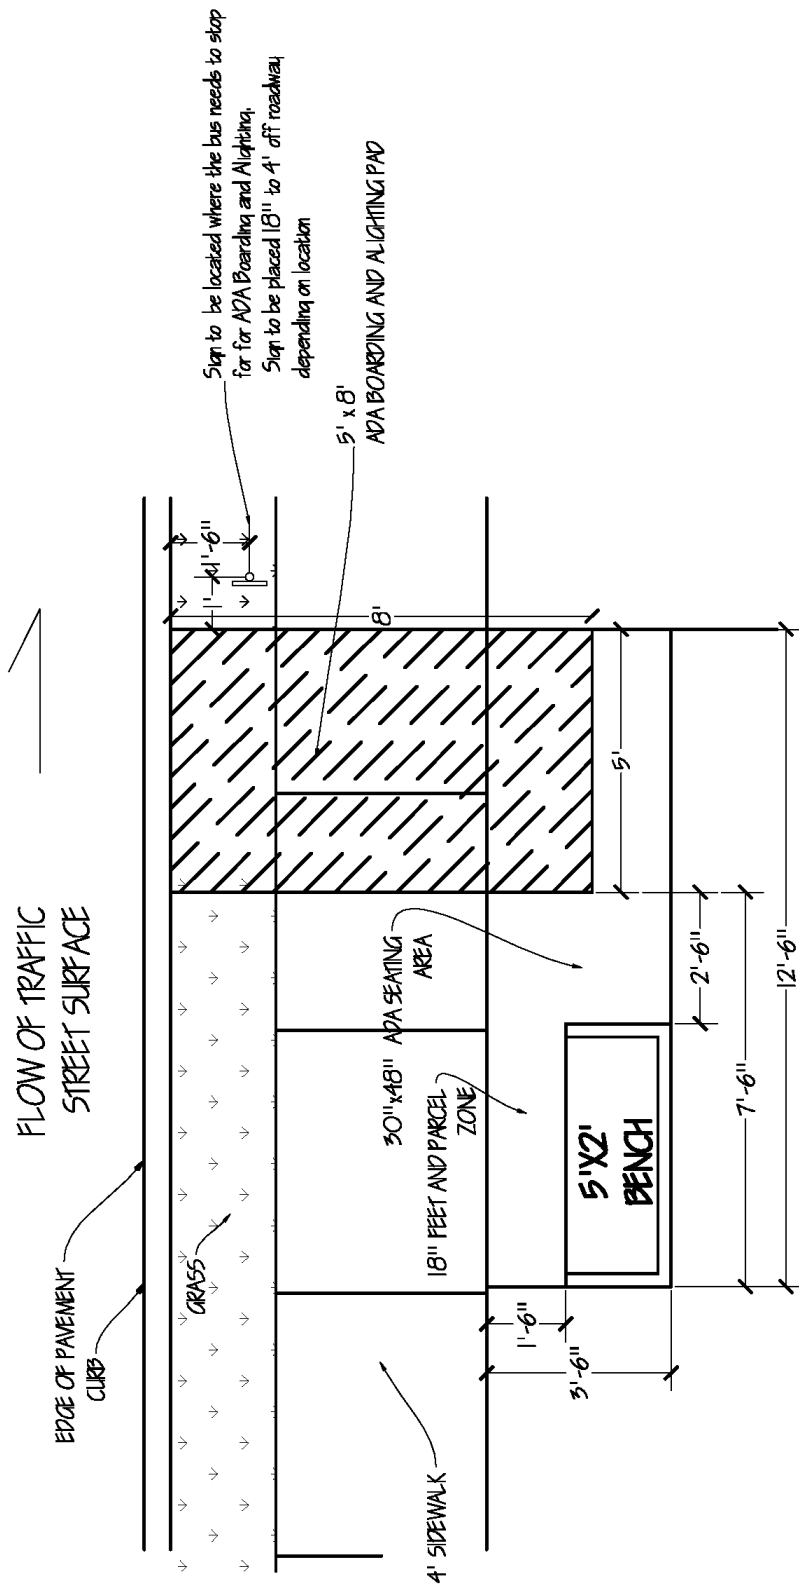 FLOW OF TRAFFIC
STREET SURFACE
EDGE OF PAVEMENT
CURB
GRASS
4' SIDEWALK
18" FEET AND PARCEL
ZONE
30"x48" ADA SEATING
AREA
5'X2'
BENCH
Sign to be located where the bus needs to stop
for for ADA Boarding and Alighting.
Sign to be placed 18" to 4' off roadway
depending on location
5' x 8'
ADA BOARDING AND ALIGHTING PAD
1'
1'-6"
8'
5'
2'-6"
7'-6"
12'-6"
1'-6"
3'-6"